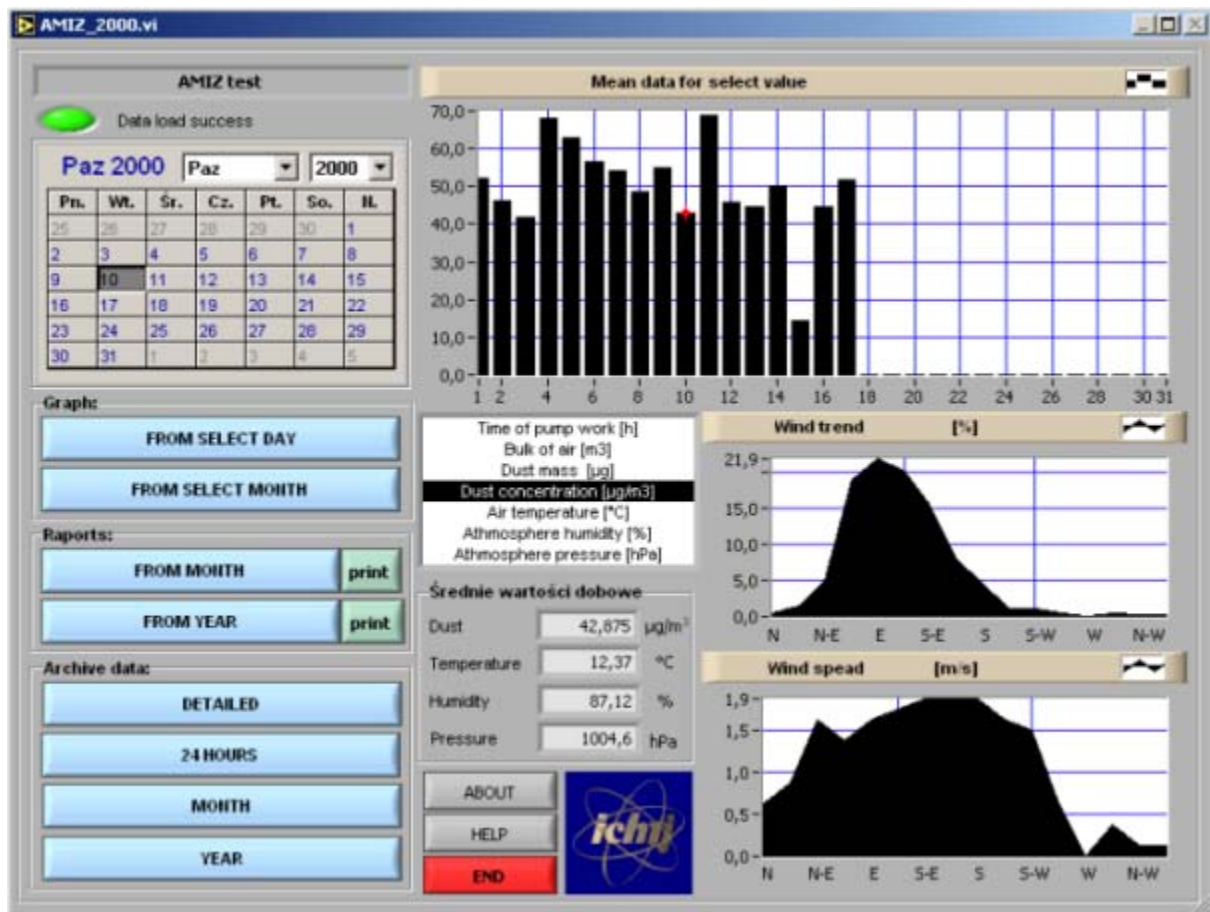 AMIZ_2000.vi
AMIZ test
Data load success
Paz 2000 Paz 2000
Pn. Wt. Śr. Cz. Pt. So. N.
25 26 27 28 29 30 1
2 3 4 5 6 7 8
9 10 11 12 13 14 15
16 17 18 19 20 21 22
23 24 25 26 27 28 29
30 31 1 2 3 4 5
Graph:
FROM SELECT DAY
FROM SELECT MONTH
Raports:
FROM MONTH print
FROM YEAR print
Archive data:
DETAILED
24 HOURS
MONTH
YEAR
Mean data for select value
70,0
60,0
50,0
40,0
30,0
20,0
10,0
0,0
1 2 4 6 8 10 12 14 16 18 20 22 24 26 28 30 31
Time of pump work [h]
Bulk of air [m3]
Dust mass [µg]
Dust concentration [µg/m3]
Air temperature [°C]
Athmosphere humidity [%]
Athmosphere pressure [hPa]
Średnie wartości dobowe
Dust 42,875 µg/m³
Temperature 12,37 °C
Humidity 87,12 %
Pressure 1004,6 hPa
ABOUT
HELP
END
ichtj
Wind trend [%]
21,9
15,0
10,0
5,0
0,0
N N-E E S-E S S-W W N-W
Wind spead [m/s]
1,9
1,5
1,0
0,5
0,0
N N-E E S-E S S-W W N-W